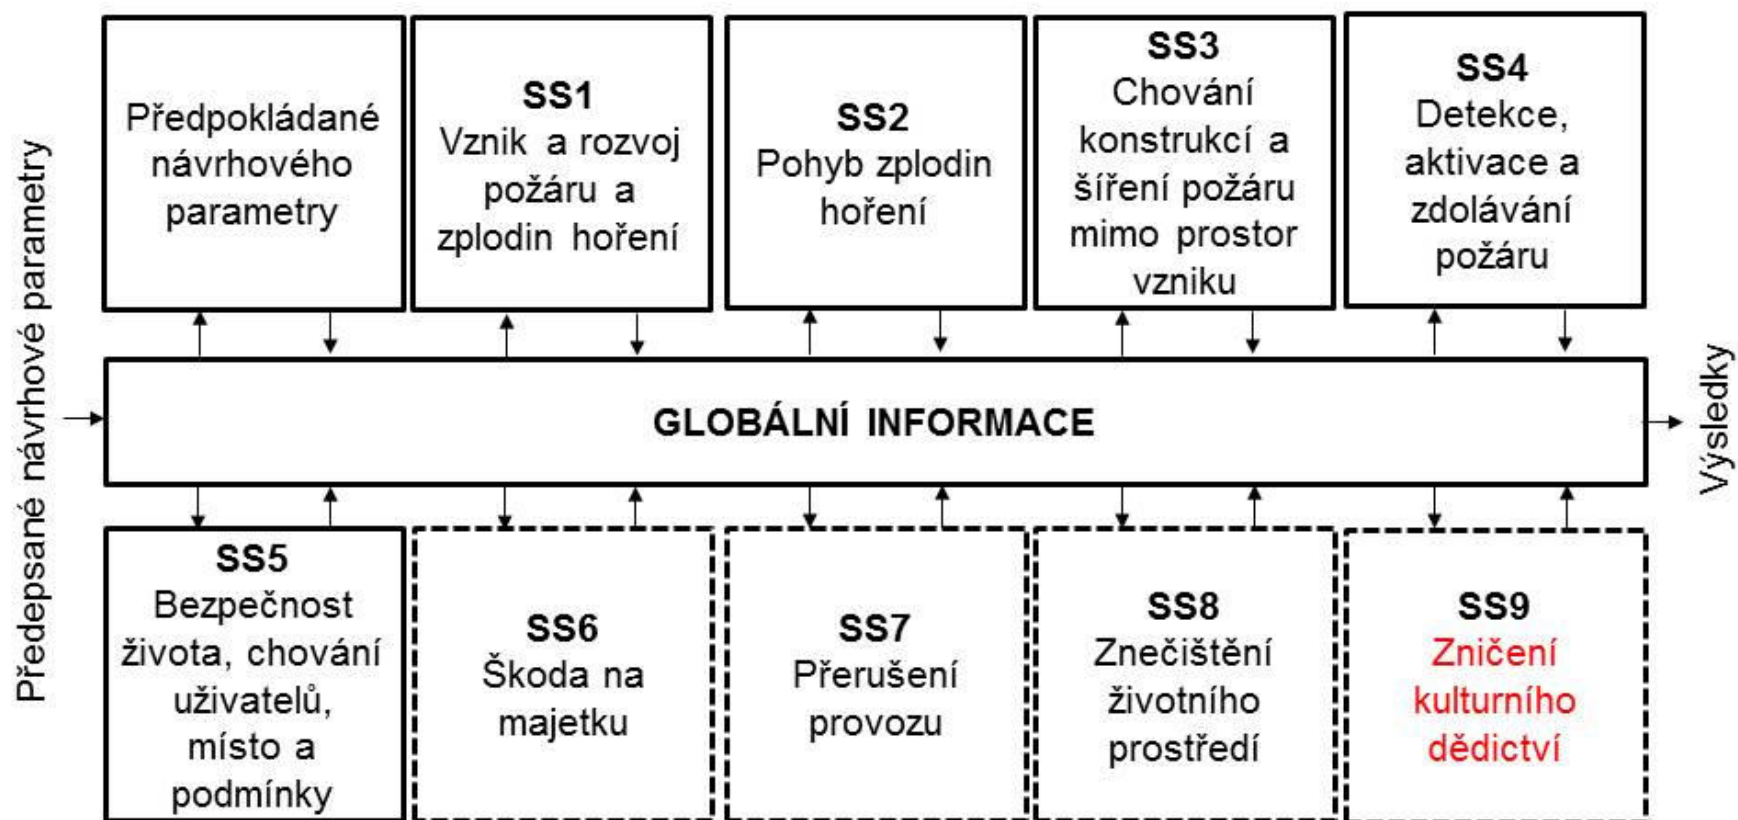 Předepsané návrhové parametry
Předpokládané
návrhového
parametry
SS1
Vznik a rozvoj
požáru a
zplodin hoření
SS2
Pohyb zplodin
hoření
SS3
Chování
konstrukcí a
šíření požáru
mimo prostor
vzniku
SS4
Detekce,
aktivace a
zdolávání
požáru
GLOBÁLNÍ INFORMACE
Výsledky
SS5
Bezpečnost
života, chování
uživatelů,
místo a
podmínky
SS6
Škoda na
majetku
SS7
Přerušení
provozu
SS8
Znečištění
životního
prostředí
SS9
Zničení
kulturního
dědictví